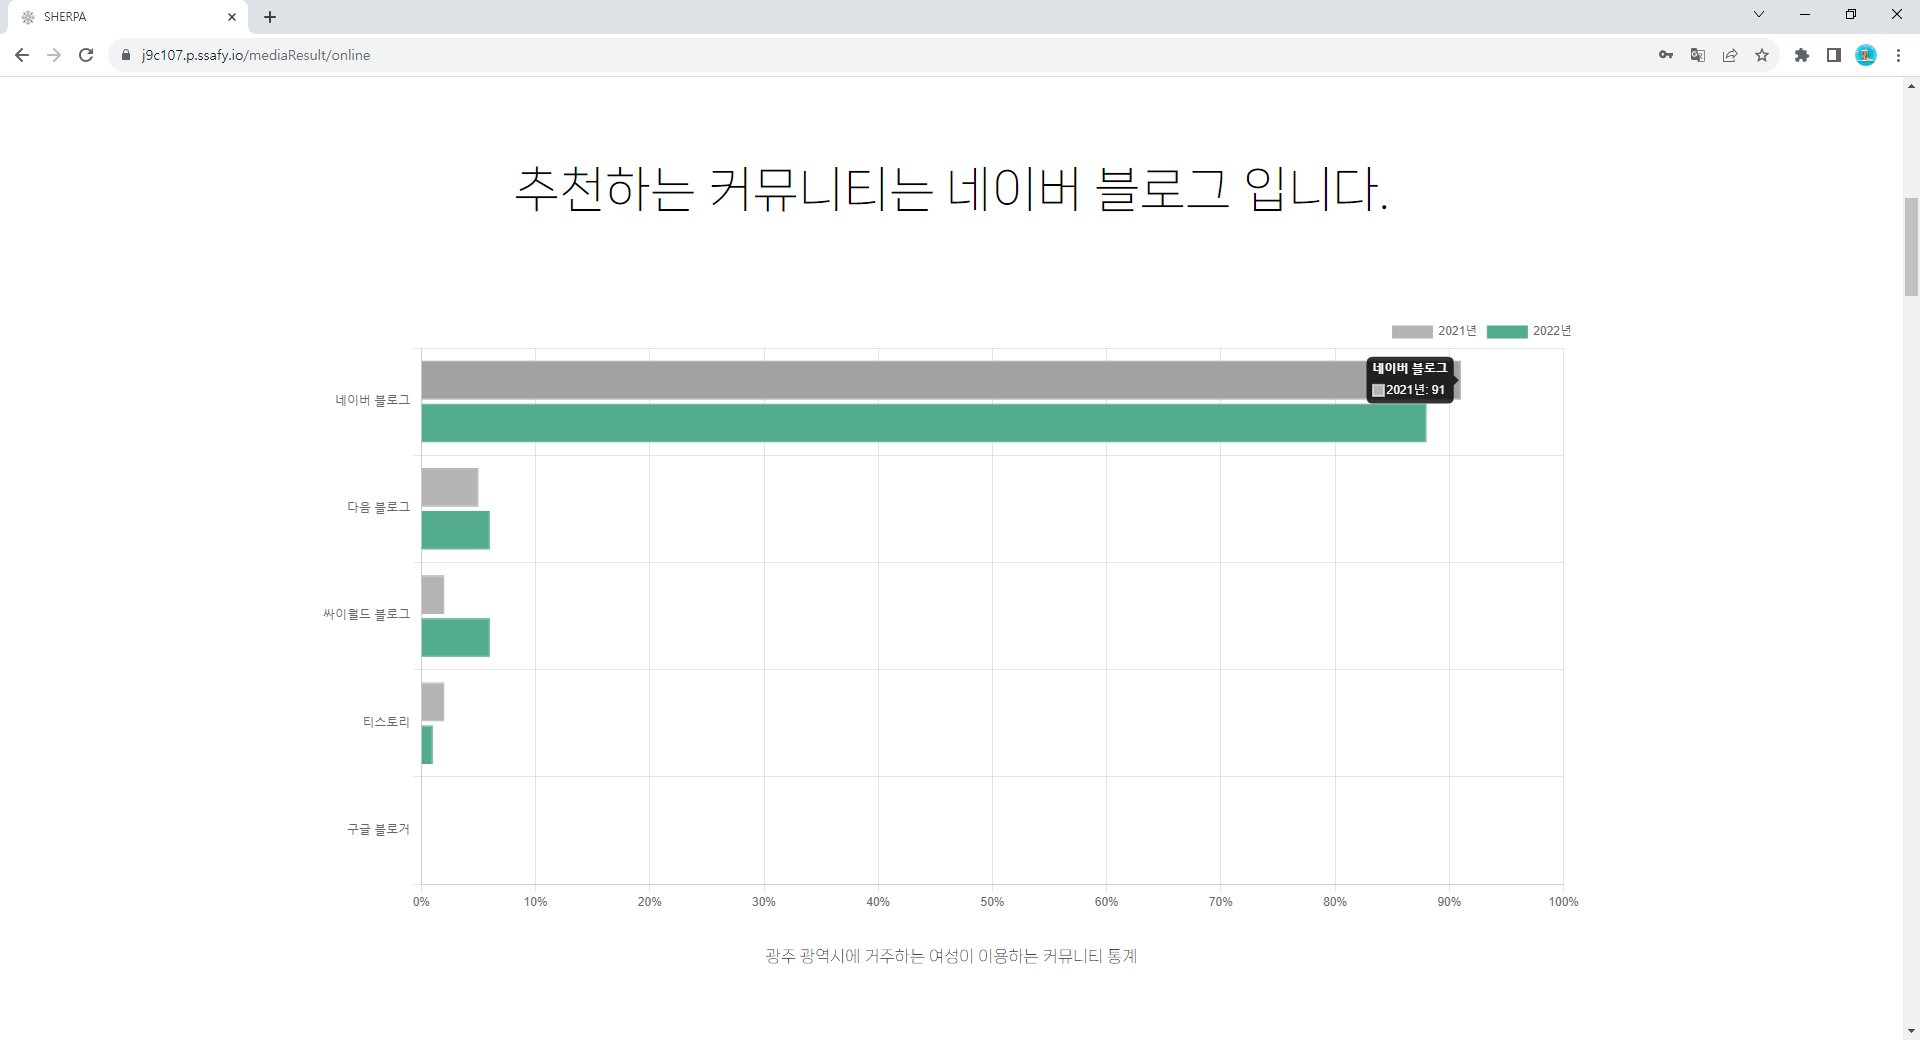 SHERPA
j9c107.p.ssafy.io/mediaResult/online
추천하는 커뮤니티는 네이버 블로그 입니다.
2021년 2022년
네이버 블로그
2021년: 91
네이버 블로그
다음 블로그
싸이월드 블로그
티스토리
구글 블로거
0% 10% 20% 30% 40% 50% 60% 70% 80% 90% 100%
광주 광역시에 거주하는 여성이 이용하는 커뮤니티 통계